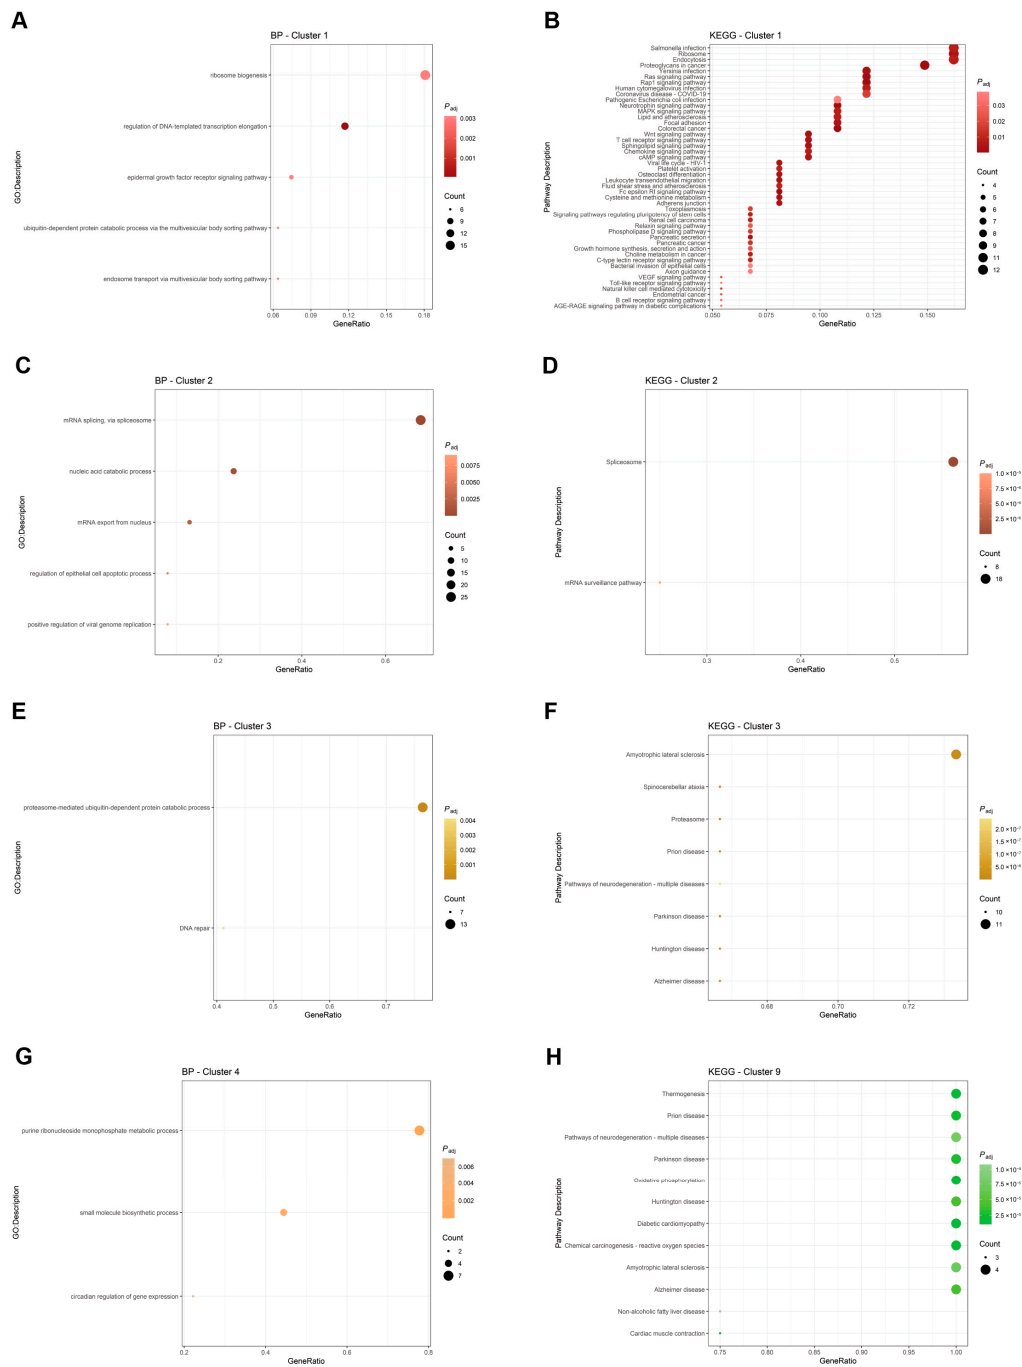 A
BP - Cluster 1
GO:Description
ribosome biogenesis
regulation of DNA-templated transcription elongation
epidermal growth factor receptor signaling pathway
ubiquitin-dependent protein catabolic process via the multivesicular body sorting pathway
endosome transport via multivesicular body sorting pathway
0.06 0.09 0.12 0.15 0.18
GeneRatio
Padj
0.003
0.002
0.001
Count
6
9
12
15
B
KEGG - Cluster 1
Pathway Description
Salmonella infection
Ribosome
Endocytosis
Proteoglycans in cancer
Yersinia infection
Ras signaling pathway
Rap1 signaling pathway
Human cytomegalovirus infection
Coronavirus disease - COVID-19
Pathogenic Escherichia coli infection
Neurotrophin signaling pathway
MAPK signaling pathway
Lipid and atherosclerosis
Focal adhesion
Colorectal cancer
Wnt signaling pathway
T cell receptor signaling pathway
Sphingolipid signaling pathway
Chemokine signaling pathway
cAMP signaling pathway
Viral life cycle - HIV-1
Platelet activation
Osteoclast differentiation
Leukocyte transendothelial migration
Fluid shear stress and atherosclerosis
Fc epsilon RI signaling pathway
Cysteine and methionine metabolism
Adherens junction
Toxoplasmosis
Signaling pathways regulating pluripotency of stem cells
Renal cell carcinoma
Relaxin signaling pathway
Phospholipase D signaling pathway
Pancreatic secretion
Pancreatic cancer
Growth hormone synthesis, secretion and action
Choline metabolism in cancer
C-type lectin receptor signaling pathway
Bacterial invasion of epithelial cells
Axon guidance
VEGF signaling pathway
Toll-like receptor signaling pathway
Natural killer cell mediated cytotoxicity
Endometrial cancer
B cell receptor signaling pathway
AGE-RAGE signaling pathway in diabetic complications
0.050 0.075 0.100 0.125 0.150
GeneRatio
Padj
0.03
0.02
0.01
Count
4
5
6
7
8
9
11
12
C
BP - Cluster 2
GO:Description
mRNA splicing, via spliceosome
nucleic acid catabolic process
mRNA export from nucleus
regulation of epithelial cell apoptotic process
positive regulation of viral genome replication
0.2 0.4 0.6
GeneRatio
Padj
0.0075
0.0050
0.0025
Count
5
10
15
20
25
D
KEGG - Cluster 2
Pathway Description
Spliceosome
mRNA surveillance pathway
0.3 0.4 0.5
GeneRatio
Padj
Count
8
18
E
BP - Cluster 3
GO:Description
proteasome-mediated ubiquitin-dependent protein catabolic process
DNA repair
0.4 0.5 0.6 0.7
GeneRatio
Padj
0.004
0.003
0.002
0.001
Count
7
13
F
KEGG - Cluster 3
Pathway Description
Amyotrophic lateral sclerosis
Spinocerebellar ataxia
Proteasome
Prion disease
Pathways of neurodegeneration - multiple diseases
Parkinson disease
Huntington disease
Alzheimer disease
0.68 0.70 0.72
GeneRatio
Padj
2.0×10⁻⁷
1.5×10⁻⁷
1.0×10⁻⁷
5.0×10⁻⁸
Count
10
11
G
BP - Cluster 4
GO:Description
purine ribonucleoside monophosphate metabolic process
small molecule biosynthetic process
circadian regulation of gene expression
0.2 0.4 0.6 0.8
GeneRatio
Padj
0.006
0.004
0.002
Count
2
4
7
H
KEGG - Cluster 9
Pathway Description
Thermogenesis
Prion disease
Pathways of neurodegeneration - multiple diseases
Parkinson disease
Oxidative phosphorylation
Huntington disease
Diabetic cardiomyopathy
Chemical carcinogenesis - reactive oxygen species
Amyotrophic lateral sclerosis
Alzheimer disease
Non-alcoholic fatty liver disease
Cardiac muscle contraction
0.75 0.80 0.85 0.90 0.95 1.00
GeneRatio
Padj
Count
3
4